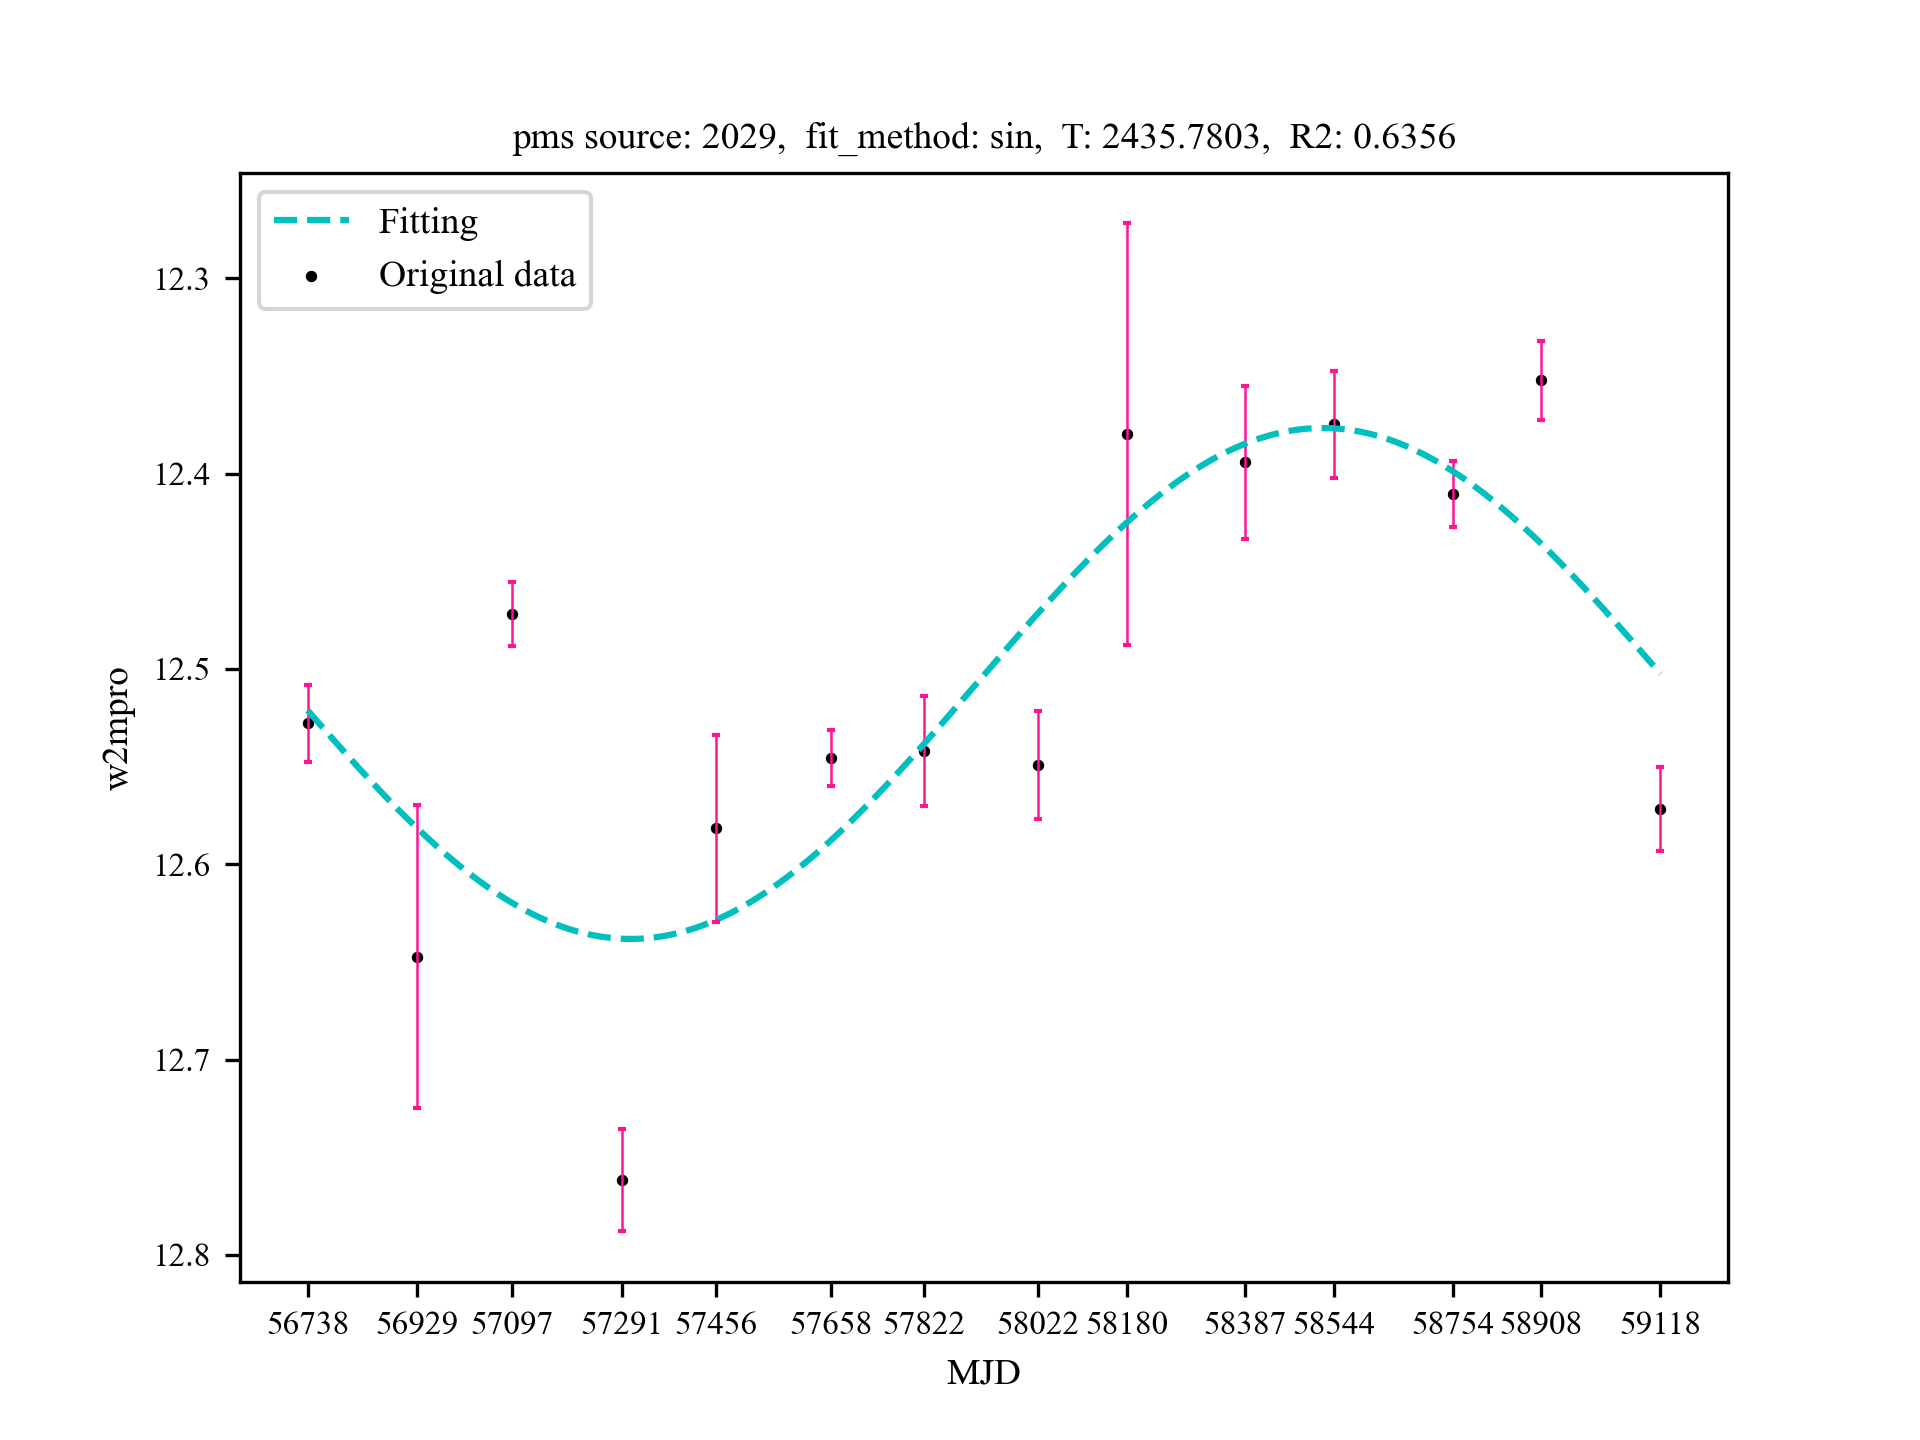 pms source: 2029, fit_method: sin, T: 2435.7803, R2: 0.6356
Fitting
Original data
12.3
12.4
12.5
12.6
12.7
12.8
w2mpro
56738 56929 57097 57291 57456 57658 57822 58022 58180 58387 58544 58754 58908 59118
MJD